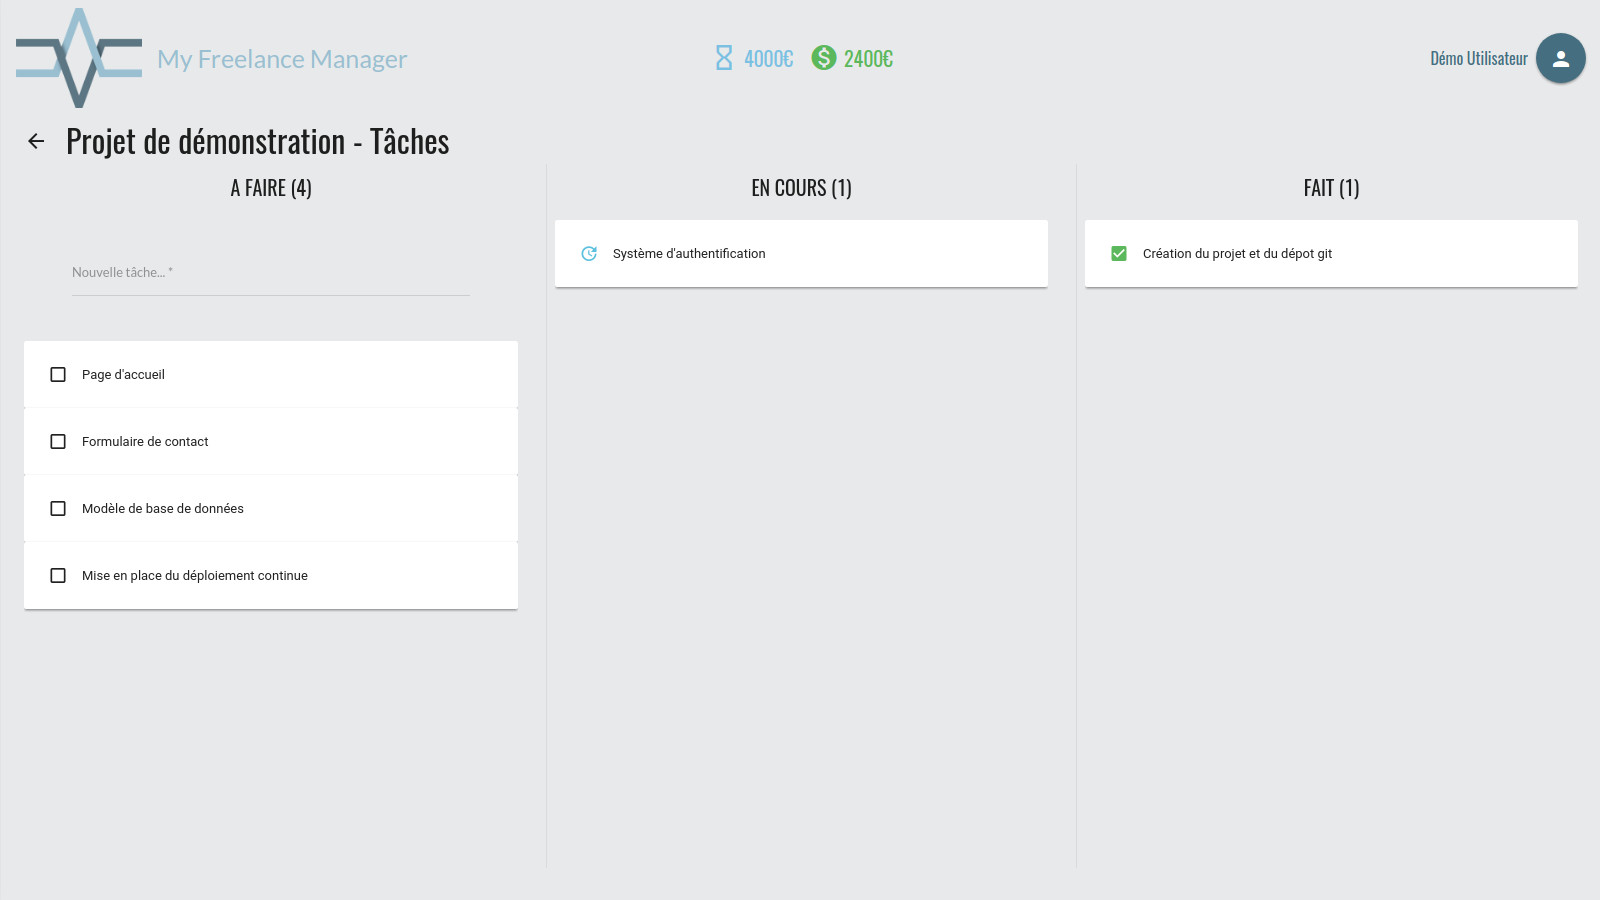 My Freelance Manager
4000€
2400€
Démo Utilisateur
Projet de démonstration - Tâches
A FAIRE (4)
Nouvelle tâche... *
Page d'accueil
Formulaire de contact
Modèle de base de données
Mise en place du déploiement continue
EN COURS (1)
Système d'authentification
FAIT (1)
Création du projet et du dépot git